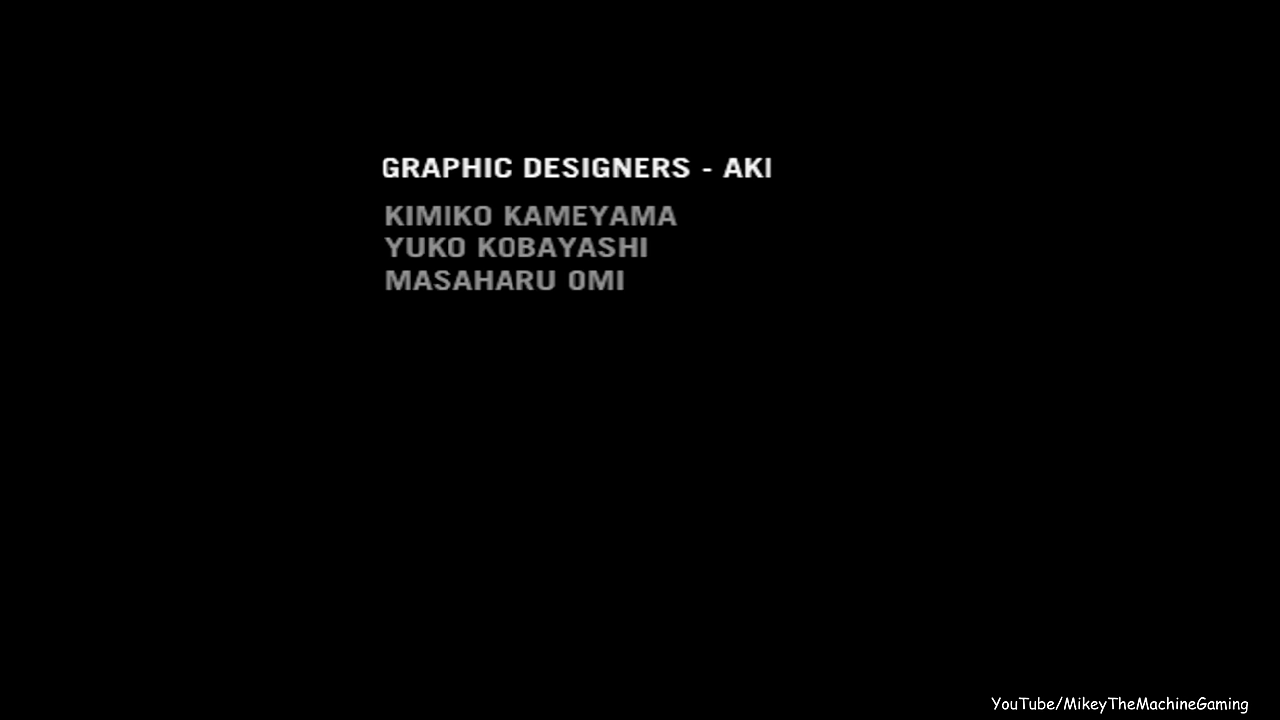 GRAPHIC DESIGNERS - AKI
KIMIKO KAMEYAMA
YUKO KOBAYASHI
MASAHARU OMI
YouTube/MikeyTheMachineGaming